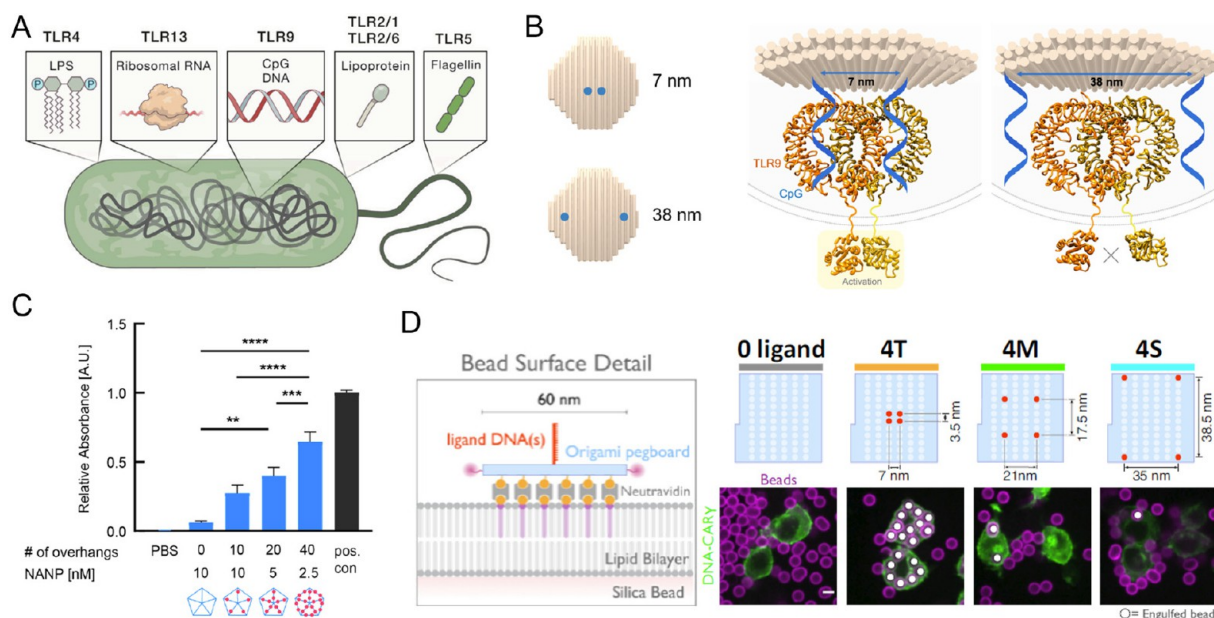 A
TLR4
TLR13
TLR9
TLR2/1
TLR2/6
TLR5
LPS
P
P
Ribosomal RNA
CpG
DNA
Lipoprotein
Flagellin
B
7 nm
38 nm
7 nm
TLR9
CpG
Activation
38 nm
C
Relative Absorbance [A.U.]
1.5
1.0
0.5
0.0
****
****
***
**
PBS
pos.
con
# of overhangs
0
10
20
40
NANP [nM]
10
10
5
2.5
D
Bead Surface Detail
60 nm
ligand DNA(s)
Origami pegboard
Neutravidin
Lipid Bilayer
Silica Bead
0 ligand
4T
4M
4S
3.5 nm
7 nm
17.5 nm
21nm
38.5 nm
35 nm
Beads
DNA-CARγ
= Engulfed bead